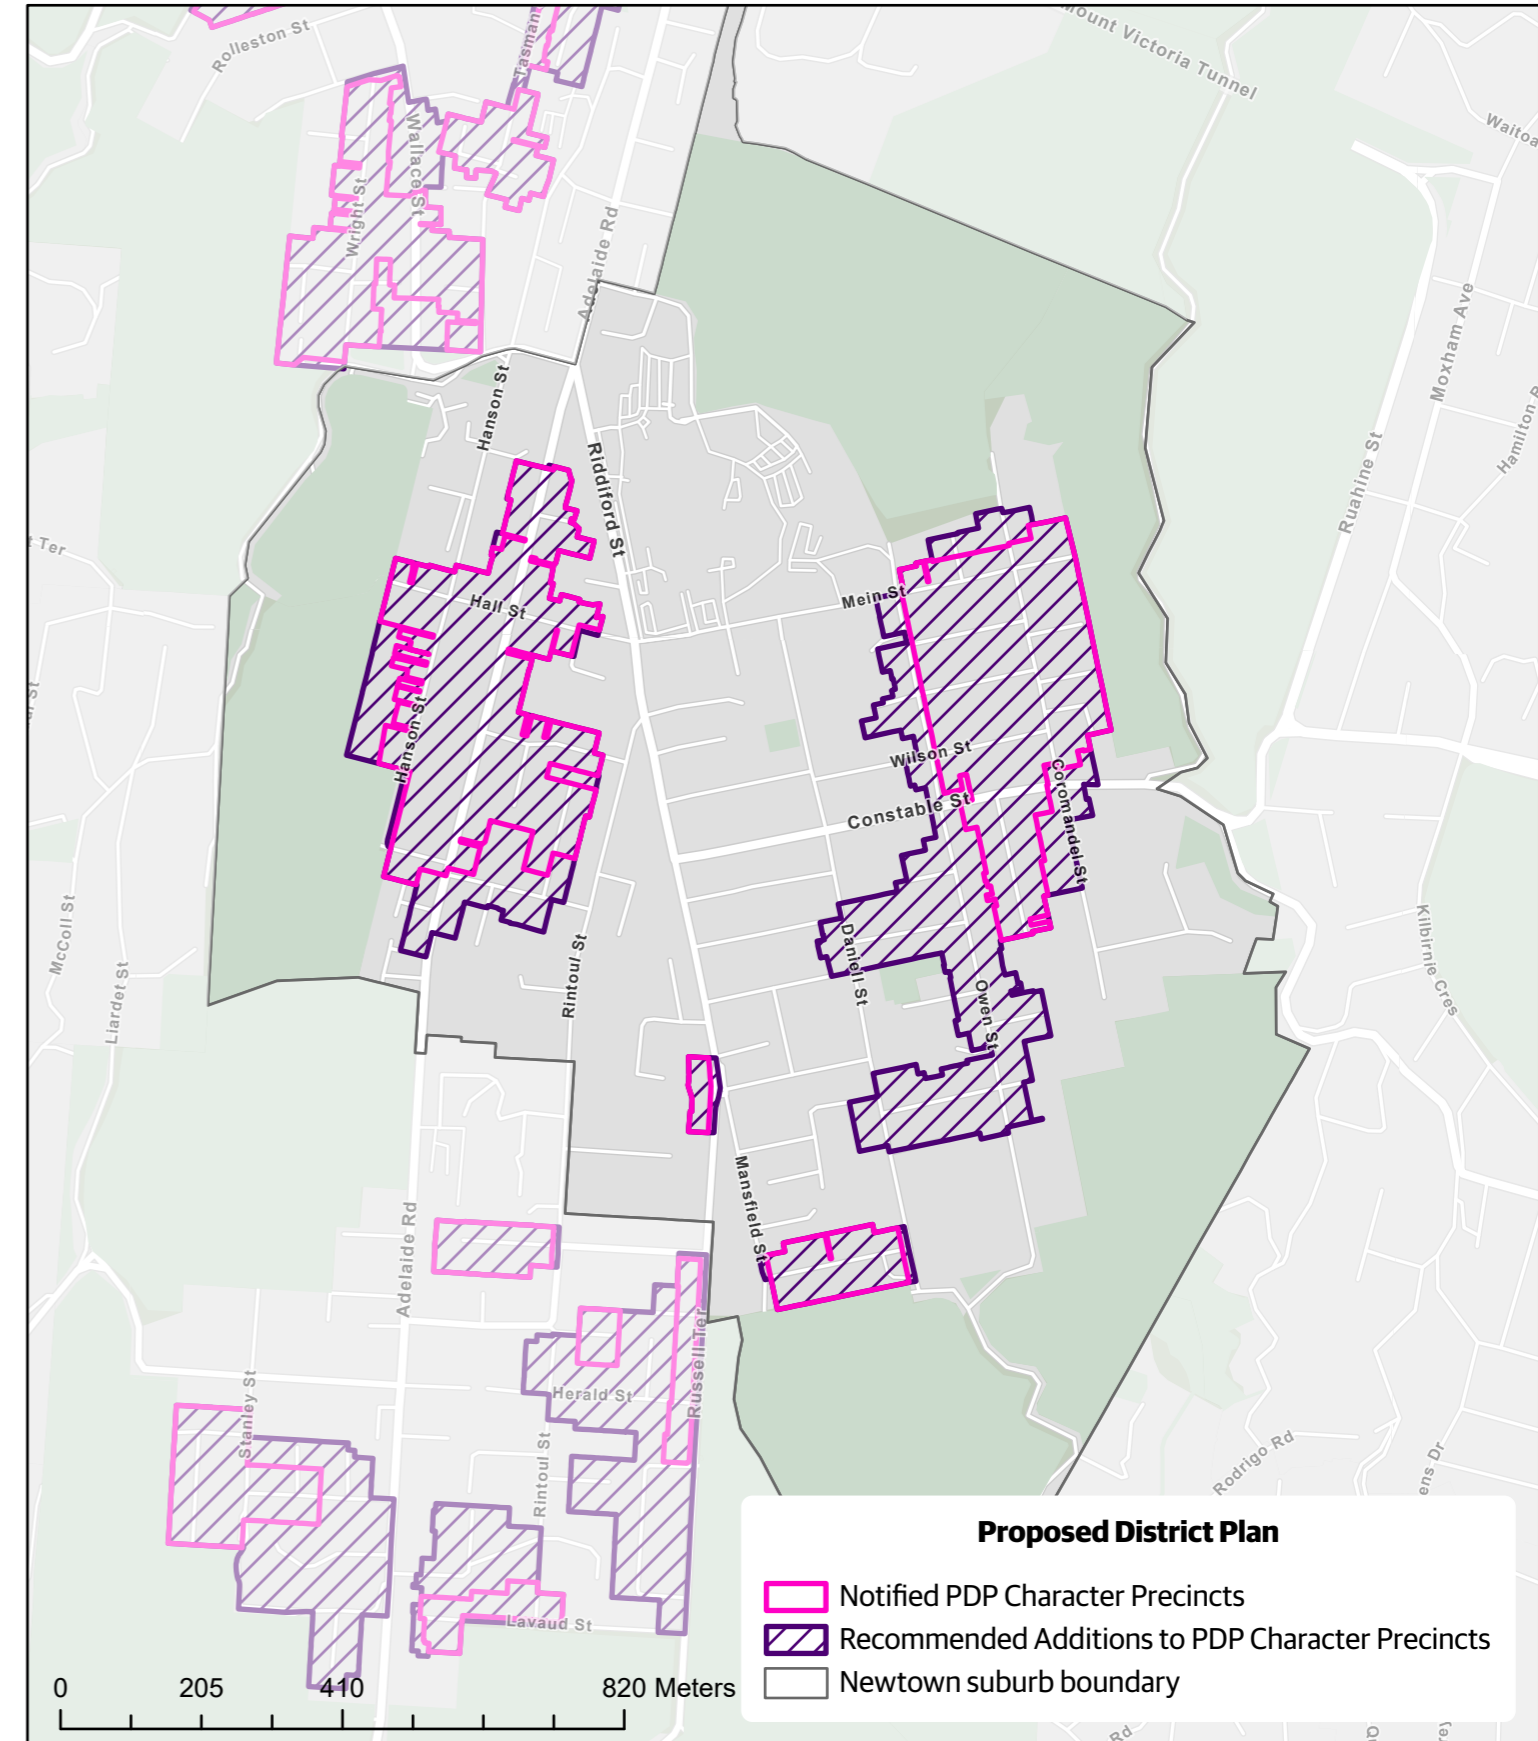 Rolleston St
Tasman
Mount Victoria Tunnel
Waitoa
Wallace St
Wright St
Adelaide Rd
Moxham Ave
Hanson St
Riddiford St
Hamilton R
Ruahine St
t Ter
Hall St
Mein St
Hanson St
Wilson St
Constable St
Coromandel St
McColl St
Liardet St
Rintoul St
Daniell St
Owen St
Kilbirnie Cres
Mansfield St
Adelaide Rd
Russell Ter
Stanley St
Herald St
Rintoul St
Rodrigo Rd
ens Dr
Lavaud St
Proposed District Plan
Notified PDP Character Precincts
Recommended Additions to PDP Character Precincts
Newtown suburb boundary
0 205 410 820 Meters
Rd